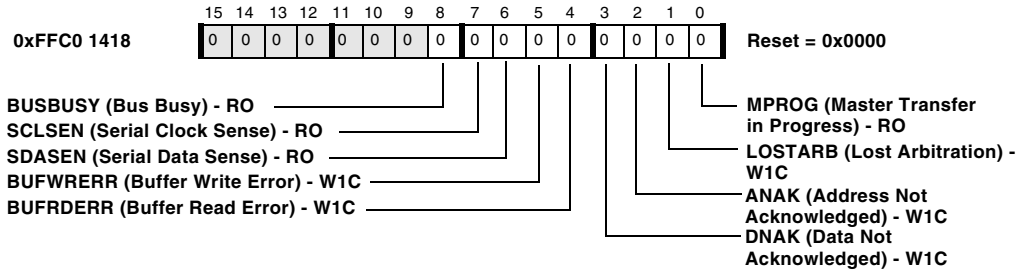 15 14 13 12 11 10 9 8 7 6 5 4 3 2 1 0
0xFFC0 1418
0 0 0 0 0 0 0 0 0 0 0 0 0 0 0 0
Reset = 0x0000
BUSBUSY (Bus Busy) - RO
SCLSEN (Serial Clock Sense) - RO
SDASEN (Serial Data Sense) - RO
BUFWRERR (Buffer Write Error) - W1C
BUFRDERR (Buffer Read Error) - W1C
MPROG (Master Transfer
in Progress) - RO
LOSTARB (Lost Arbitration) -
W1C
ANAK (Address Not
Acknowledged) - W1C
DNAK (Data Not
Acknowledged) - W1C